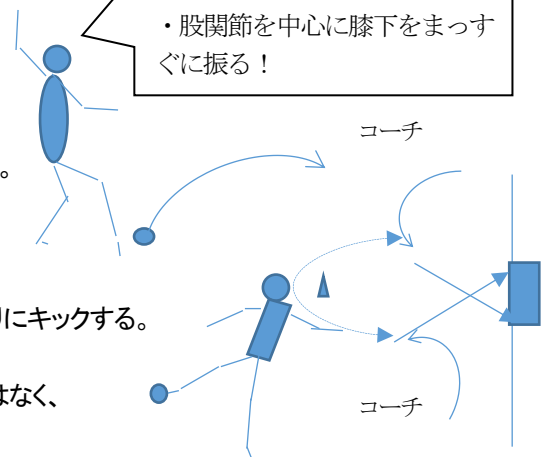 ・股関節を中心に膝下をまっす
ぐに振る！
コーチ
。
りにキックする。
はなく、
コーチ